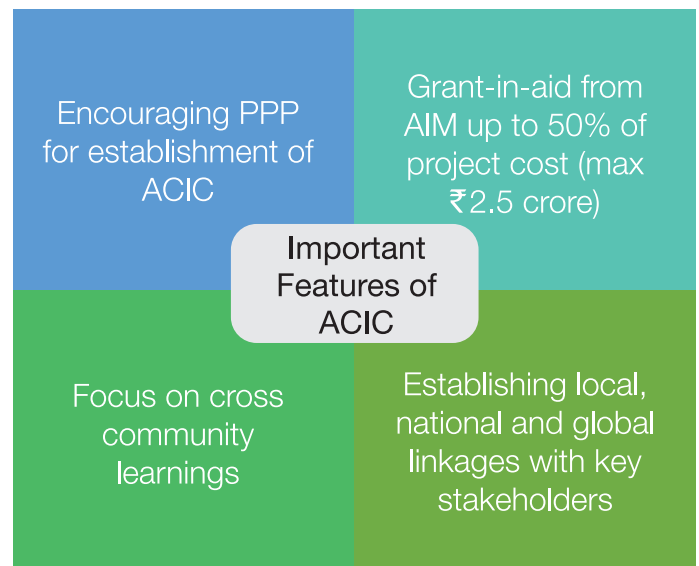 Encouraging PPP
for establishment of
ACIC
Grant-in-aid from
AIM up to 50% of
project cost (max
₹2.5 crore)
Important
Features of
ACIC
Focus on cross
community
learnings
Establishing local,
national and global
linkages with key
stakeholders